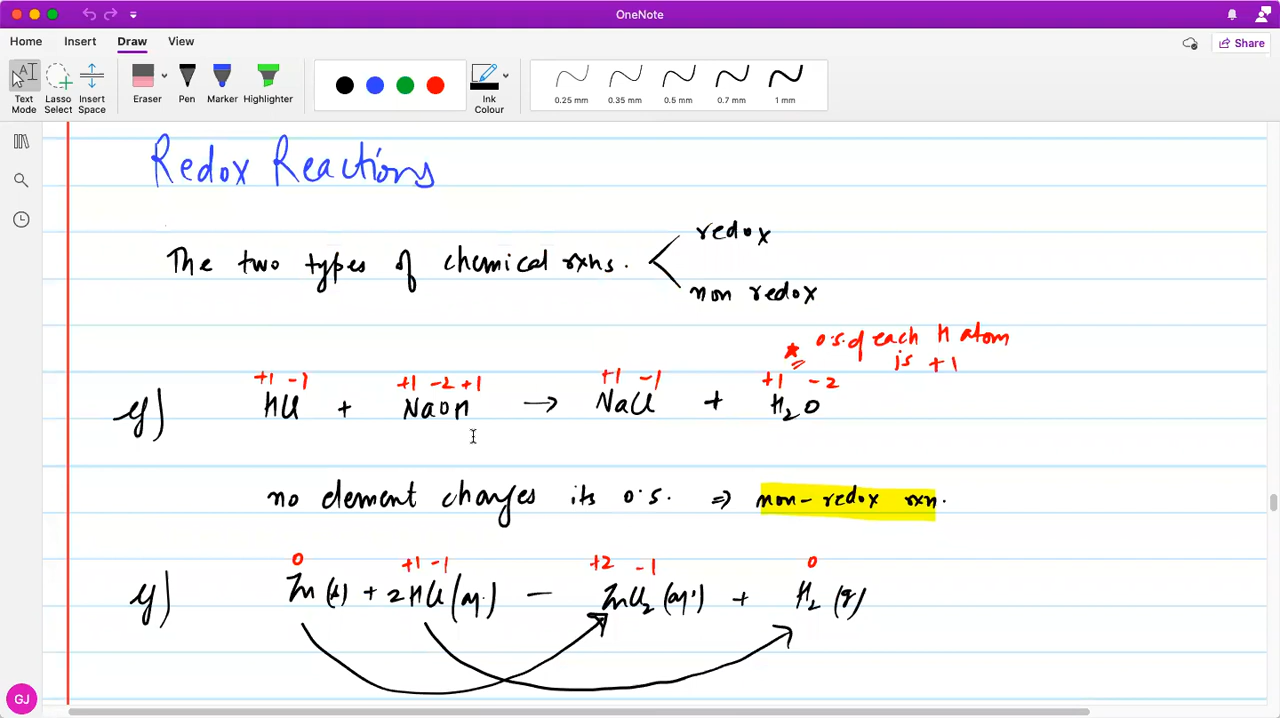 OneNote
Home Insert Draw View
Share
Text Mode
Lasso Select
Insert Space
Eraser
Pen
Marker
Highlighter
Ink Colour
0.25 mm 0.35 mm 0.5 mm 0.7 mm 1 mm
Redox Reactions
The two types of chemical rxns.
redox
non redox
* o.s. of each H atom
is +1
+1 -1 +1 -2 +1 +1 -1 +1 -2
eg) HCl + NaOH → NaCl + H2O
no element changes its o.s. ⇒ non-redox rxn.
0 +1 -1 +2 -1 0
eg) Zn(s) + 2HCl(aq.) — ZnCl2(aq.) + H2(g)
GJ